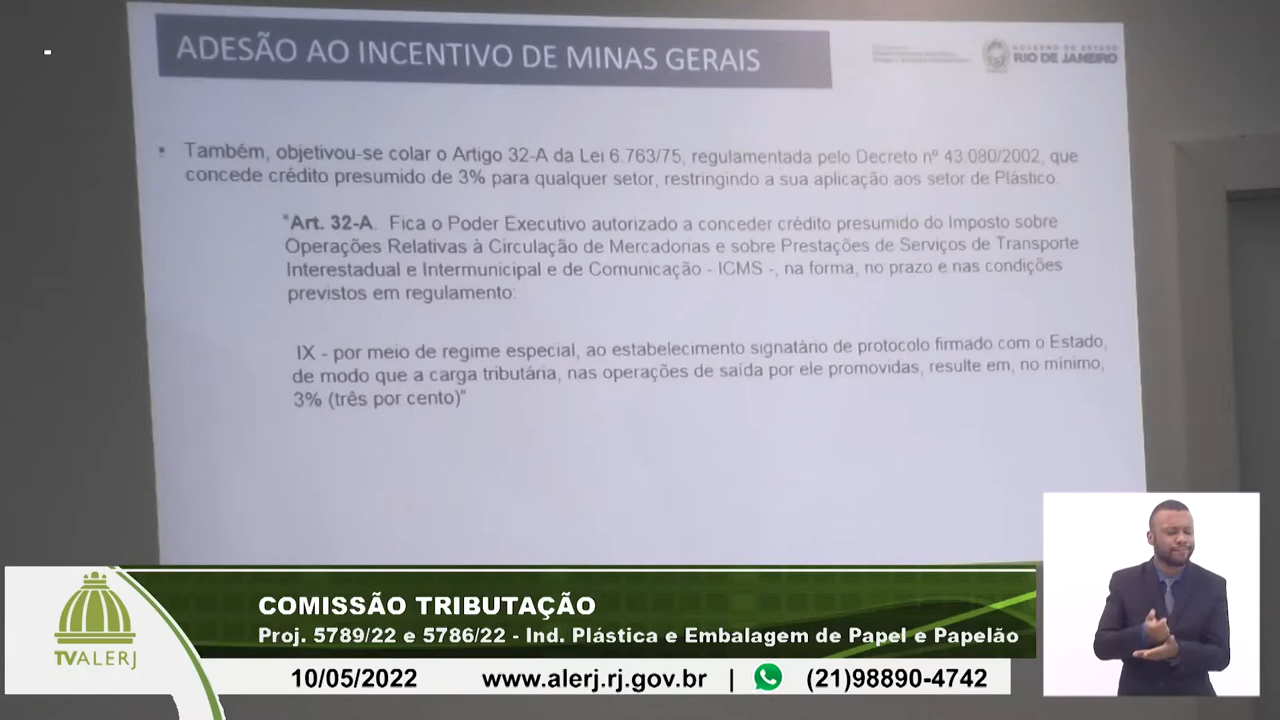 ADESÃO AO INCENTIVO DE MINAS GERAIS
GOVERNO DO ESTADO
RIO DE JANEIRO
• Também, objetivou-se colar o Artigo 32-A da Lei 6.763/75, regulamentada pelo Decreto nº 43.080/2002, que
concede crédito presumido de 3% para qualquer setor, restringindo a sua aplicação aos setor de Plástico.
"Art. 32-A. Fica o Poder Executivo autorizado a conceder crédito presumido do Imposto sobre
Operações Relativas à Circulação de Mercadorias e sobre Prestações de Serviços de Transporte
Interestadual e Intermunicipal e de Comunicação - ICMS -, na forma, no prazo e nas condições
previstos em regulamento:
IX - por meio de regime especial, ao estabelecimento signatário de protocolo firmado com o Estado,
de modo que a carga tributária, nas operações de saída por ele promovidas, resulte em, no mínimo,
3% (três por cento)"
COMISSÃO TRIBUTAÇÃO
Proj. 5789/22 e 5786/22 - Ind. Plástica e Embalagem de Papel e Papelão
TVALERJ
10/05/2022 www.alerj.rj.gov.br | (21)98890-4742